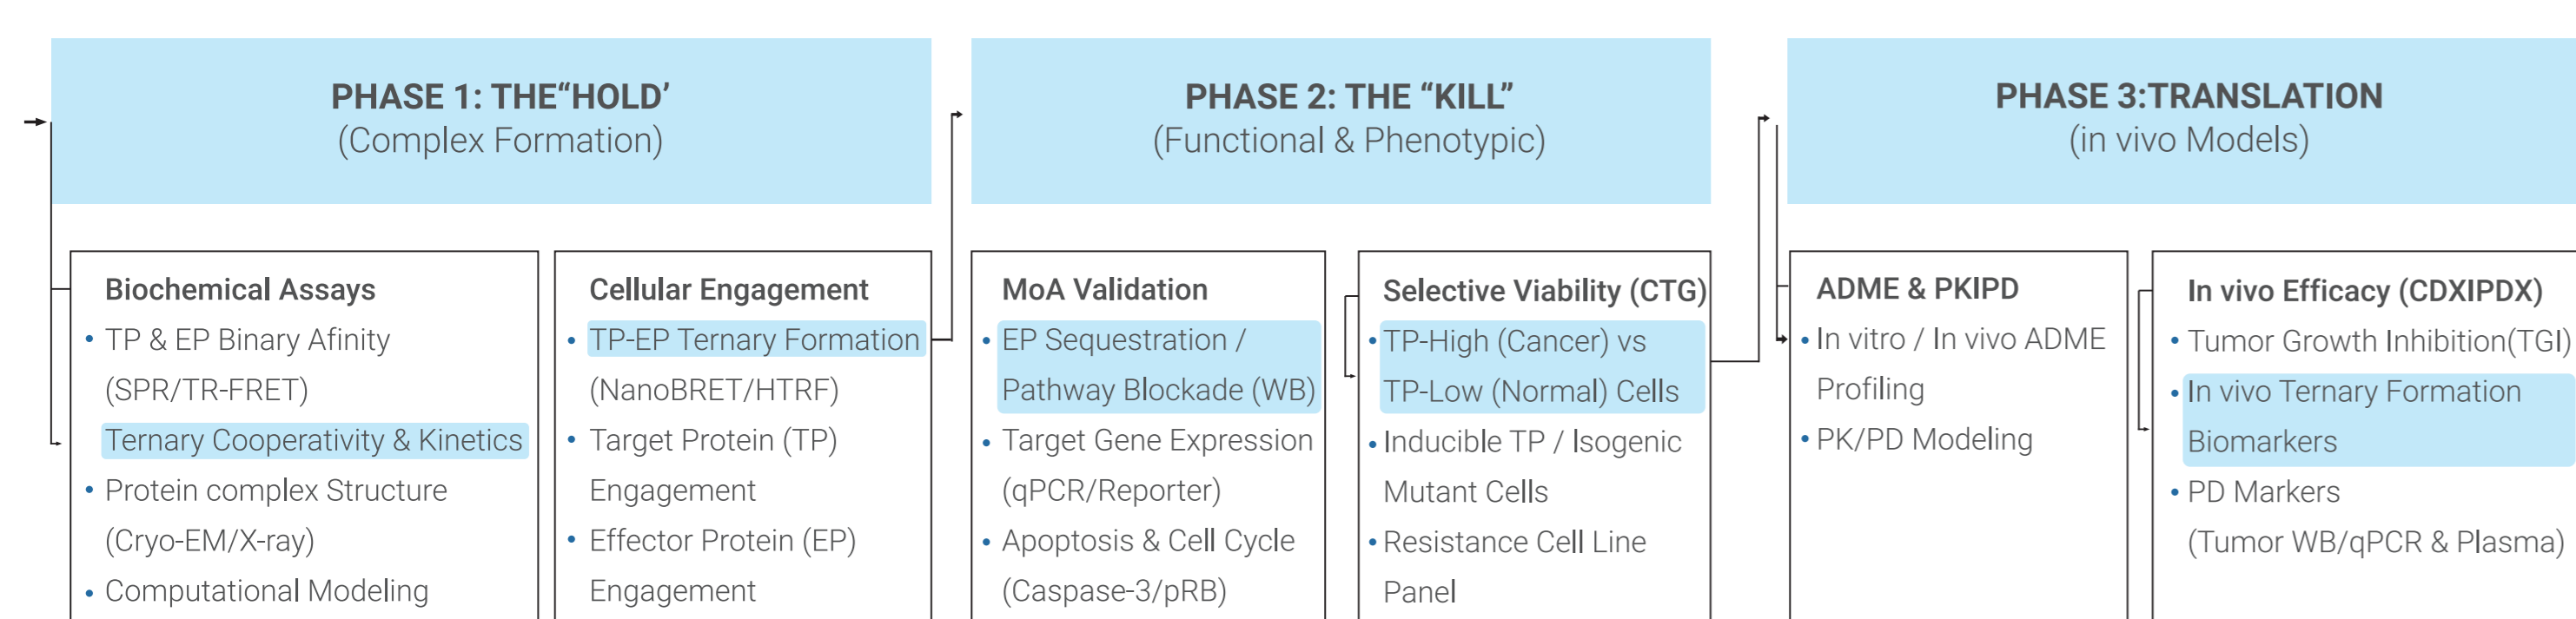 PHASE 1: THE“HOLD’
(Complex Formation)
PHASE 2: THE “KILL”
(Functional & Phenotypic)
PHASE 3:TRANSLATION
(in vivo Models)
Biochemical Assays
• TP & EP Binary Afinity
(SPR/TR-FRET)
Ternary Cooperativity & Kinetics
• Protein complex Structure
(Cryo-EM/X-ray)
• Computational Modeling
Cellular Engagement
• TP-EP Ternary Formation
(NanoBRET/HTRF)
• Target Protein (TP)
Engagement
• Effector Protein (EP)
Engagement
MoA Validation
• EP Sequestration /
Pathway Blockade (WB)
• Target Gene Expression
(qPCR/Reporter)
• Apoptosis & Cell Cycle
(Caspase-3/pRB)
Selective Viability (CTG)
• TP-High (Cancer) vs
TP-Low (Normal) Cells
• Inducible TP / Isogenic
Mutant Cells
• Resistance Cell Line
Panel
ADME & PKIPD
• In vitro / In vivo ADME
Profiling
• PK/PD Modeling
In vivo Efficacy (CDXIPDX)
• Tumor Growth Inhibition(TGI)
• In vivo Ternary Formation
Biomarkers
• PD Markers
(Tumor WB/qPCR & Plasma)